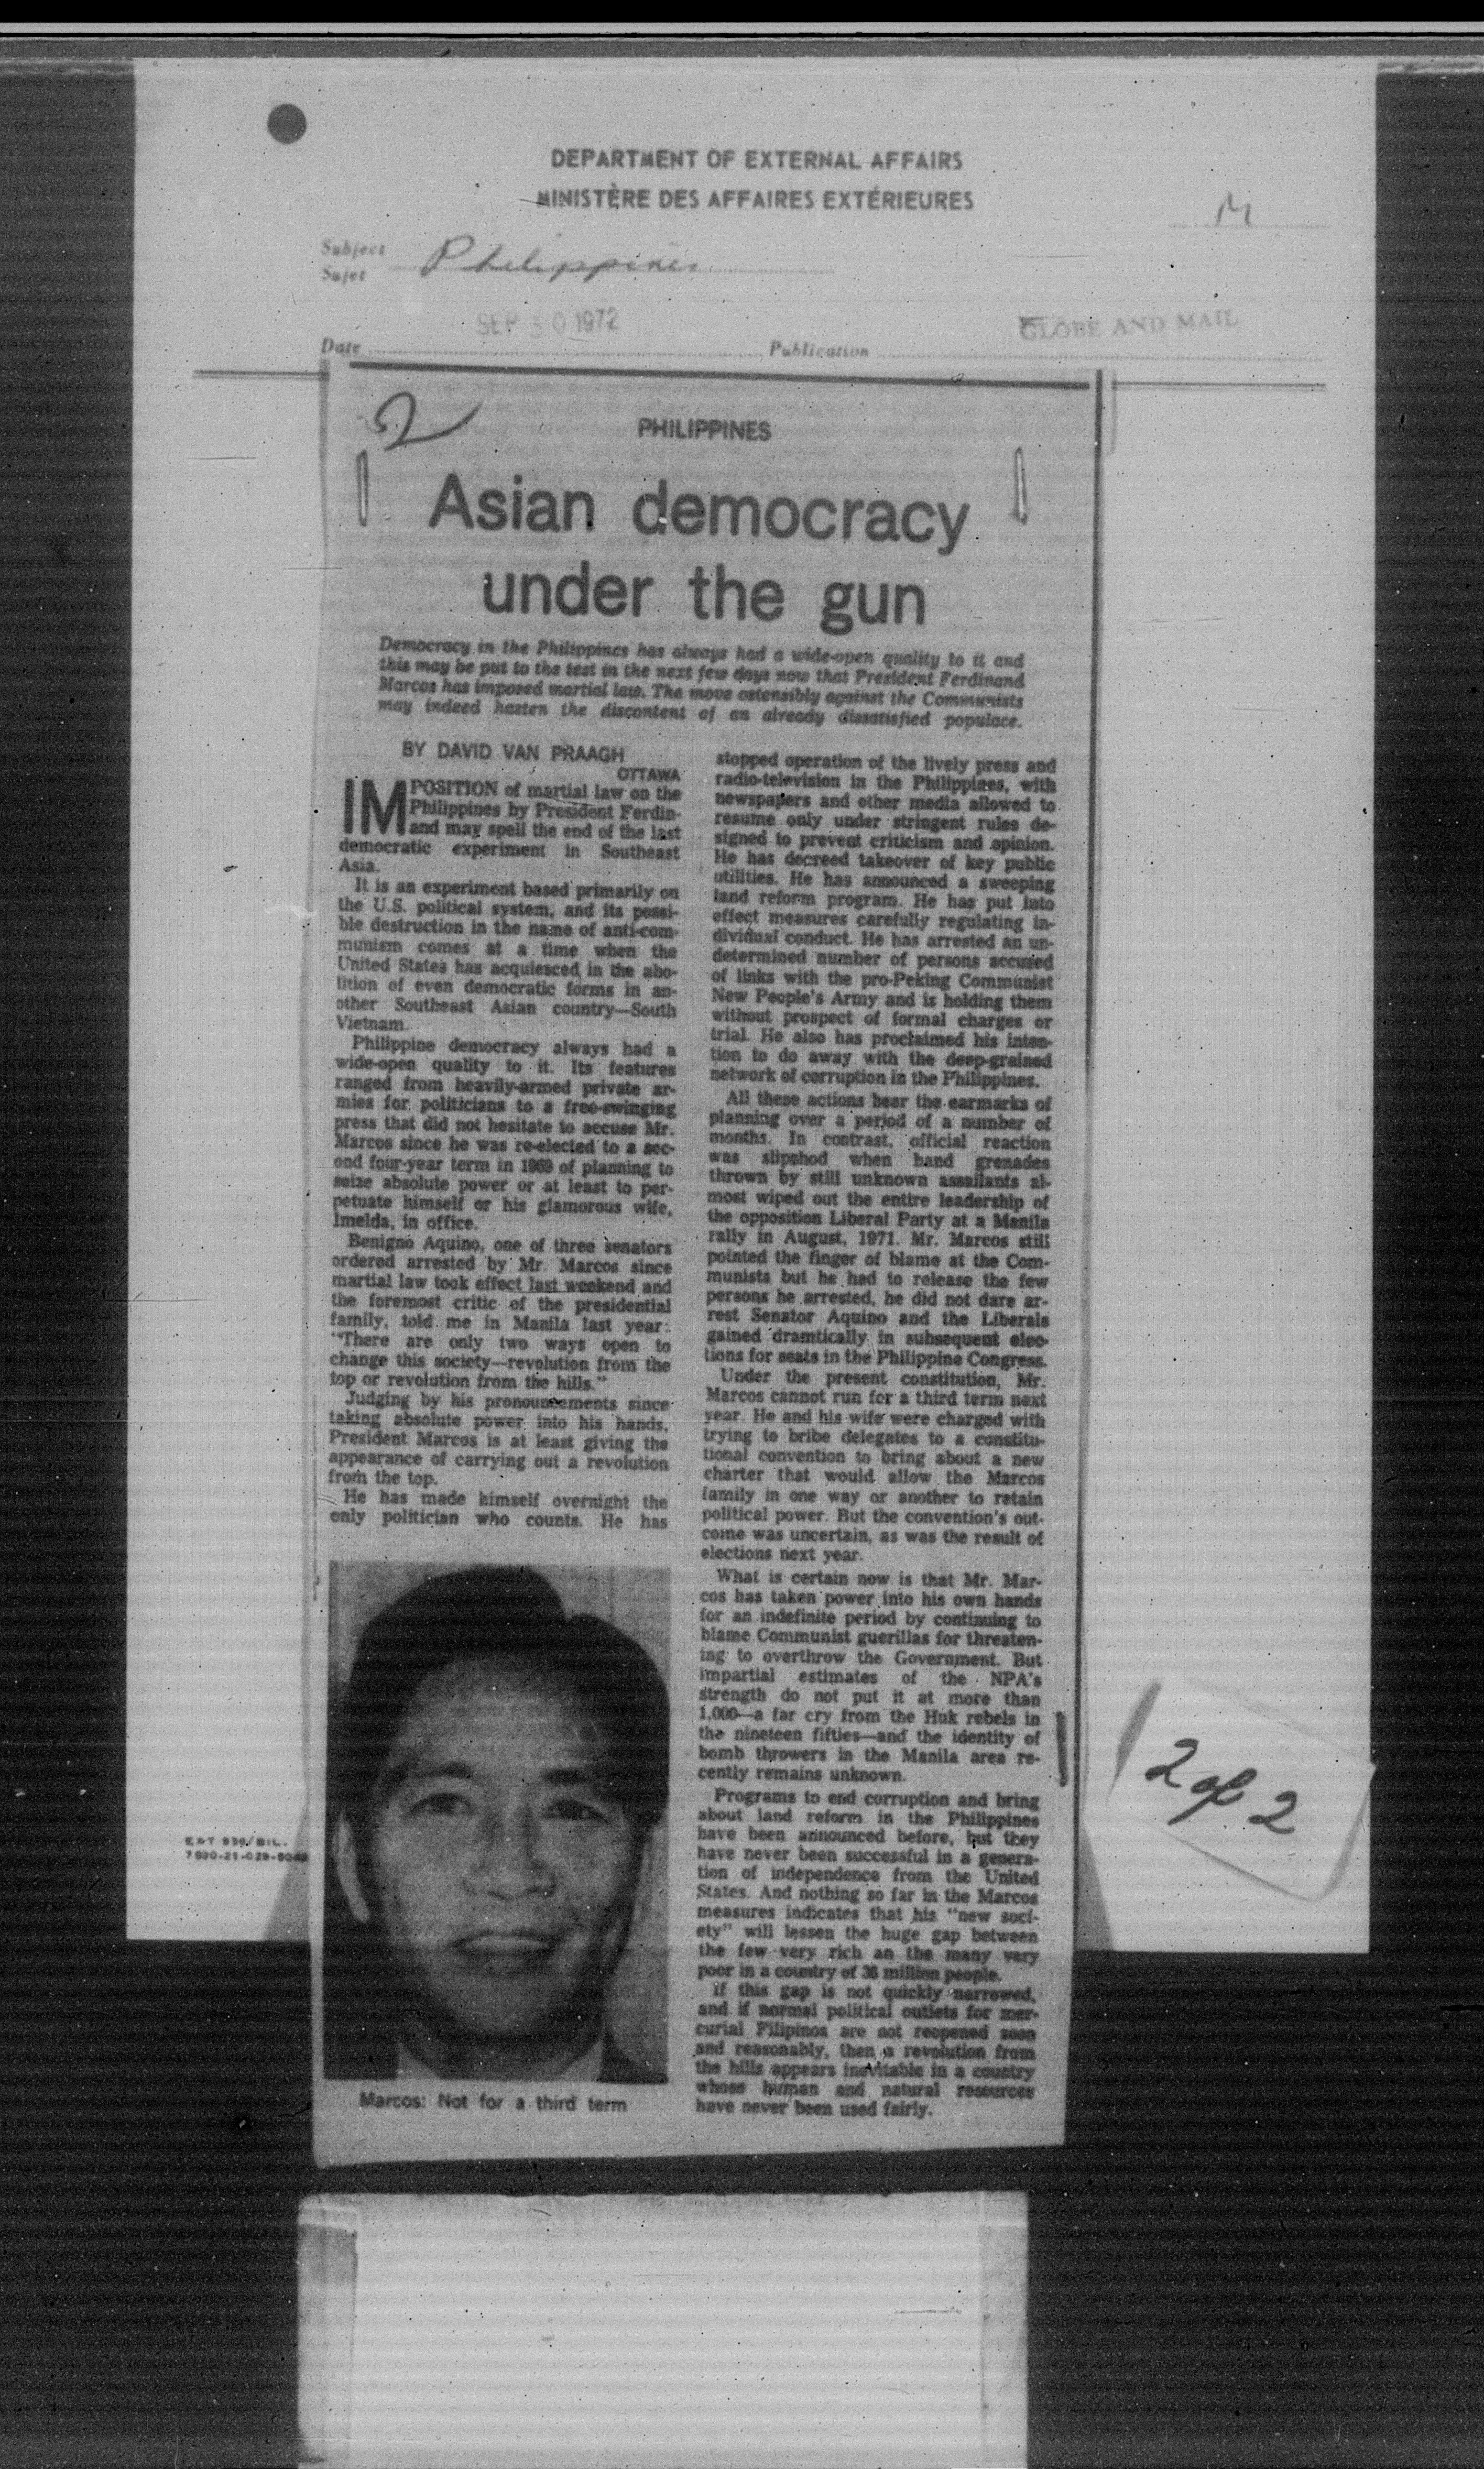 DEPARTMENT OF EXTERNAL AFFAIRS
MINISTÈRE DES AFFAIRES EXTÉRIEURES
M
Subject
Sujet
Philippines
SEP 30 1972
GLOBE AND MAIL
Date
Publication
2
PHILIPPINES
Asian democracy
under the gun
Democracy in the Philippines has always had a wide-open quality to it and
this may be put to the test in the next few days now that President Ferdinand
Marcos has imposed martial law. The move ostensibly against the Communists
may indeed hasten the discontent of an already dissatisfied populace.
BY DAVID VAN PRAAGH
OTTAWA
IMPOSITION of martial law on the
Philippines by President Ferdin-
and may spell the end of the last
democratic experiment in Southeast
Asia.
It is an experiment based primarily on
the U.S. political system, and its possi-
ble destruction in the name of anti-com-
munism comes at a time when the
United States has acquiesced in the abo-
lition of even democratic forms in an-
other Southeast Asian country—South
Vietnam.
Philippine democracy always had a
wide-open quality to it. Its features
ranged from heavily-armed private ar-
mies for politicians to a free-swinging
press that did not hesitate to accuse Mr.
Marcos since he was re-elected to a sec-
ond four-year term in 1969 of planning to
seize absolute power or at least to per-
petuate himself or his glamorous wife,
Imelda, in office.
Benigno Aquino, one of three senators
ordered arrested by Mr. Marcos since
martial law took effect last weekend and
the foremost critic of the presidential
family, told me in Manila last year:
"There are only two ways open to
change this society—revolution from the
top or revolution from the hills."
Judging by his pronouncements since
taking absolute power into his hands,
President Marcos is at least giving the
appearance of carrying out a revolution
from the top.
He has made himself overnight the
only politician who counts. He has
Marcos: Not for a third term
stopped operation of the lively press and
radio-television in the Philippines, with
newspapers and other media allowed to
resume only under stringent rules de-
signed to prevent criticism and opinion.
He has decreed takeover of key public
utilities. He has announced a sweeping
land reform program. He has put into
effect measures carefully regulating in-
dividual conduct. He has arrested an un-
determined number of persons accused
of links with the pro-Peking Communist
New People's Army and is holding them
without prospect of formal charges or
trial. He also has proclaimed his inten-
tion to do away with the deep-grained
network of corruption in the Philippines.
All these actions bear the earmarks of
planning over a period of a number of
months. In contrast, official reaction
was slipshod when hand grenades
thrown by still unknown assailants al-
most wiped out the entire leadership of
the opposition Liberal Party at a Manila
rally in August, 1971. Mr. Marcos still
pointed the finger of blame at the Com-
munists but he had to release the few
persons he arrested, he did not dare ar-
rest Senator Aquino and the Liberals
gained dramtically in subsequent elec-
tions for seats in the Philippine Congress.
Under the present constitution, Mr.
Marcos cannot run for a third term next
year. He and his wife were charged with
trying to bribe delegates to a constitu-
tional convention to bring about a new
charter that would allow the Marcos
family in one way or another to retain
political power. But the convention's out-
come was uncertain, as was the result of
elections next year.
What is certain now is that Mr. Mar-
cos has taken power into his own hands
for an indefinite period by continuing to
blame Communist guerillas for threaten-
ing to overthrow the Government. But
impartial estimates of the NPA's
strength do not put it at more than
1,000—a far cry from the Huk rebels in
the nineteen fifties—and the identity of
bomb throwers in the Manila area re-
cently remains unknown.
Programs to end corruption and bring
about land reform in the Philippines
have been announced before, but they
have never been successful in a genera-
tion of independence from the United
States. And nothing so far in the Marcos
measures indicates that his "new soci-
ety" will lessen the huge gap between
the few very rich an the many very
poor in a country of 38 million people.
If this gap is not quickly narrowed,
and if normal political outlets for mer-
curial Filipinos are not reopened soon
and reasonably, then a revolution from
the hills appears inevitable in a country
whose human and natural resources
have never been used fairly.
2 of 2
EXT 936/BIL.